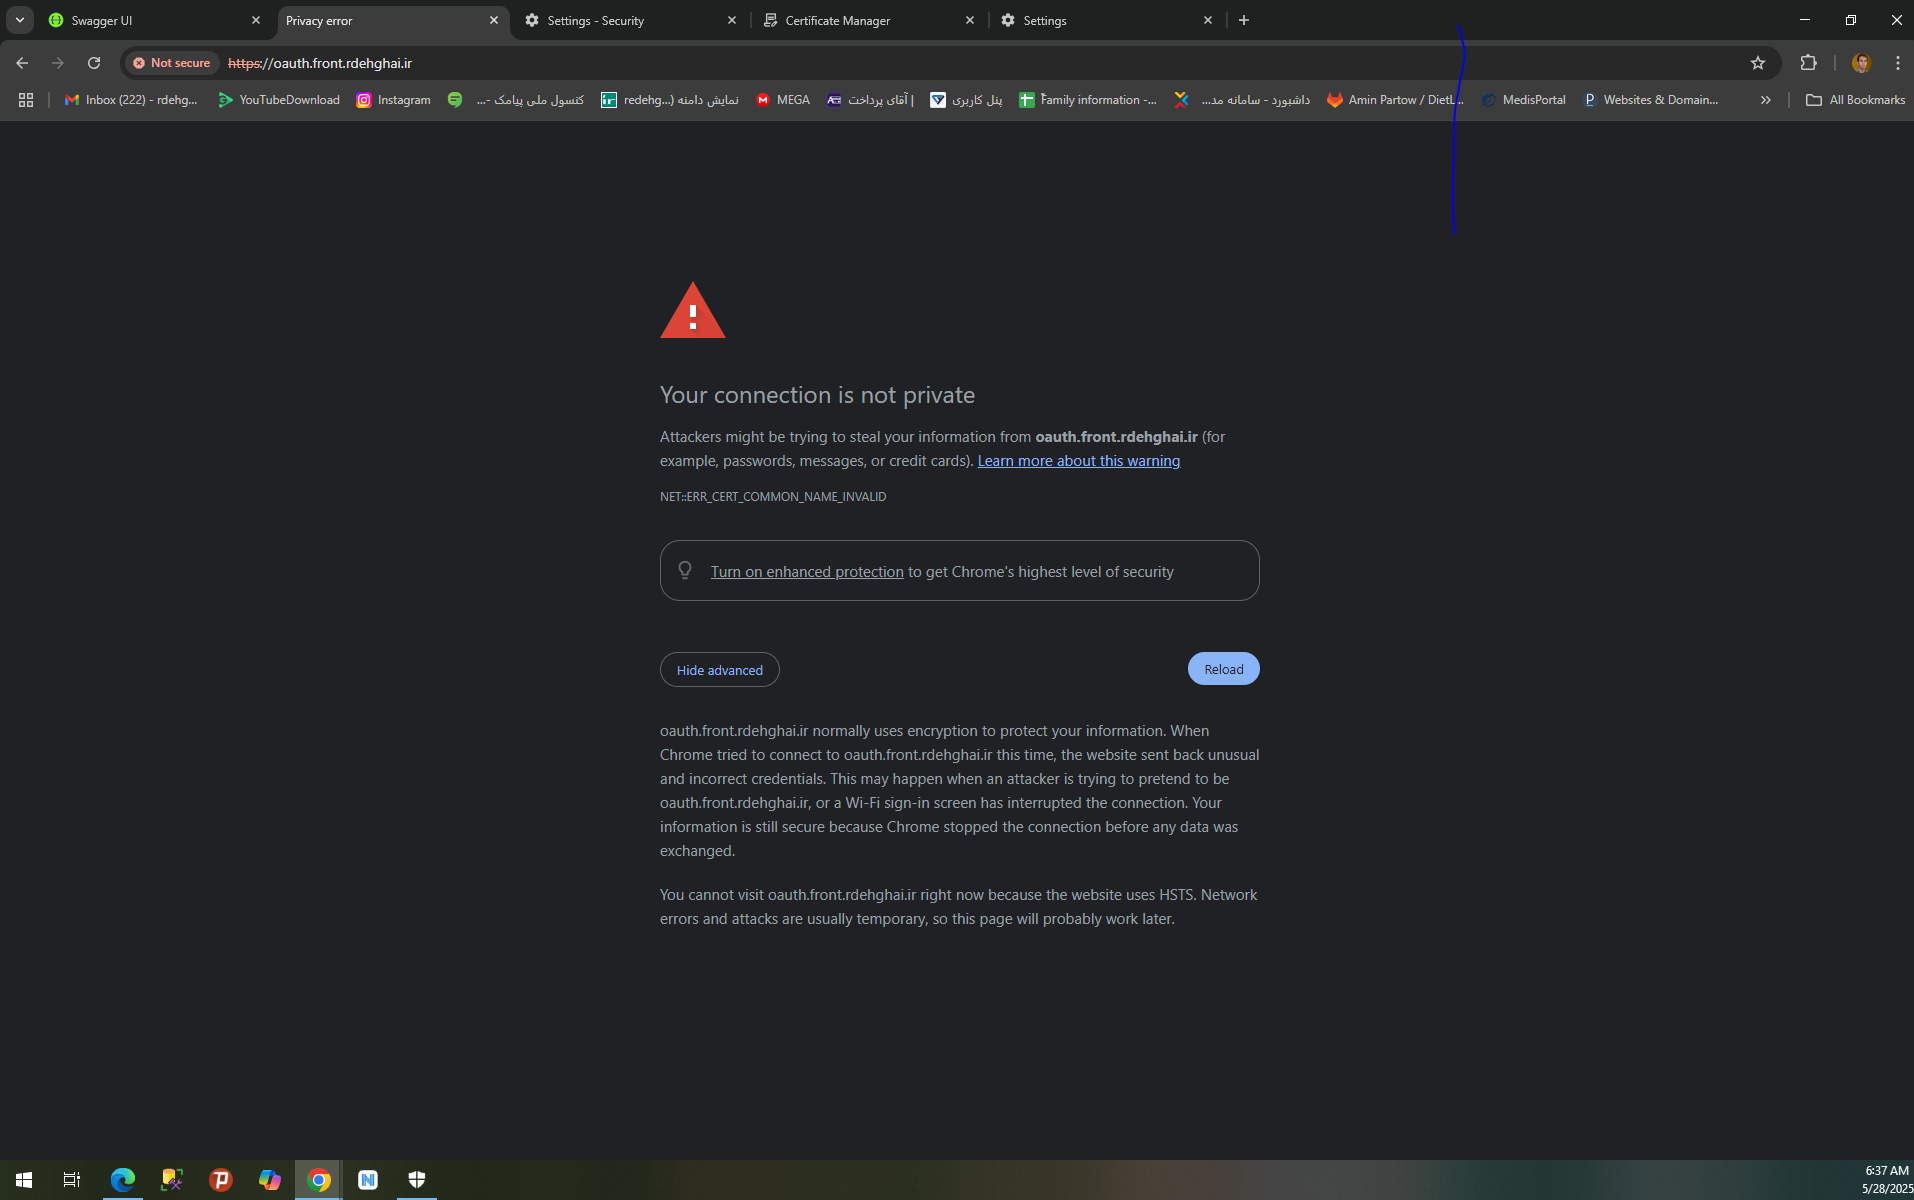 Swagger UI
Privacy error
Settings - Security
Certificate Manager
Settings
Not secure
https://oauth.front.rdehghai.ir
Inbox (222) - rdehg...
YouTubeDownload
Instagram
کنسول ملی پیامک -...
نمایش دامنه (redehg...
MEGA
آقای پرداخت |
پنل کاربری
Family information -...
داشبورد - سامانه مد...
Amin Partow / DietL...
MedisPortal
Websites & Domain...
All Bookmarks
Your connection is not private
Attackers might be trying to steal your information from oauth.front.rdehghai.ir (for
example, passwords, messages, or credit cards). Learn more about this warning
NET::ERR_CERT_COMMON_NAME_INVALID
Turn on enhanced protection to get Chrome's highest level of security
Hide advanced
Reload
oauth.front.rdehghai.ir normally uses encryption to protect your information. When
Chrome tried to connect to oauth.front.rdehghai.ir this time, the website sent back unusual
and incorrect credentials. This may happen when an attacker is trying to pretend to be
oauth.front.rdehghai.ir, or a Wi-Fi sign-in screen has interrupted the connection. Your
information is still secure because Chrome stopped the connection before any data was
exchanged.
You cannot visit oauth.front.rdehghai.ir right now because the website uses HSTS. Network
errors and attacks are usually temporary, so this page will probably work later.
6:37 AM
5/28/2025